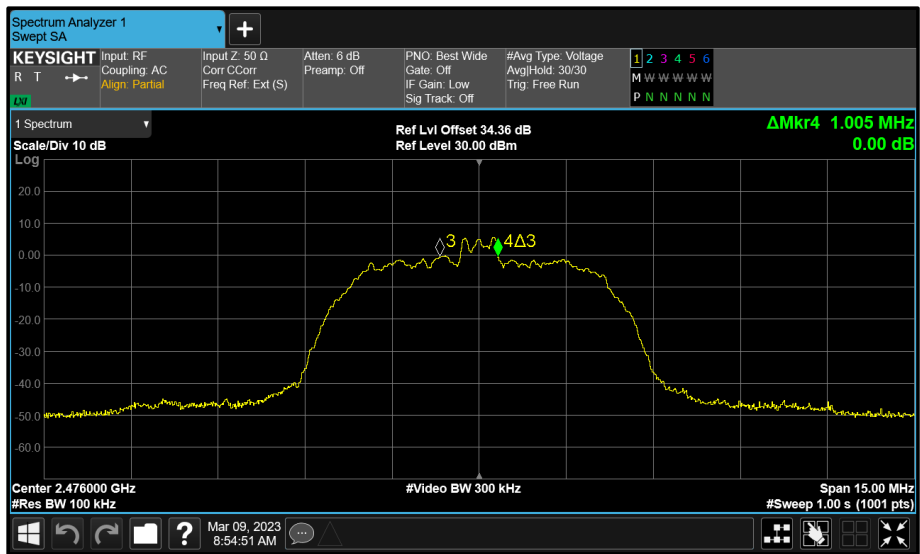 Spectrum Analyzer 1
Swept SA
+
KEYSIGHT
R T
LXI
Input: RF
Coupling: AC
Align: Partial
Input Z: 50 Ω
Corr CCorr
Freq Ref: Ext (S)
Atten: 6 dB
Preamp: Off
PNO: Best Wide
Gate: Off
IF Gain: Low
Sig Track: Off
#Avg Type: Voltage
Avg|Hold: 30/30
Trig: Free Run
1 2 3 4 5 6
M W W W W W
P N N N N N
1 Spectrum
Scale/Div 10 dB
Ref Lvl Offset 34.36 dB
Ref Level 30.00 dBm
ΔMkr4 1.005 MHz
0.00 dB
Log
20.0
10.0
0.00
-10.0
-20.0
-30.0
-40.0
-50.0
-60.0
3
4Δ3
Center 2.476000 GHz
#Res BW 100 kHz
#Video BW 300 kHz
Span 15.00 MHz
#Sweep 1.00 s (1001 pts)
?
Mar 09, 2023
8:54:51 AM